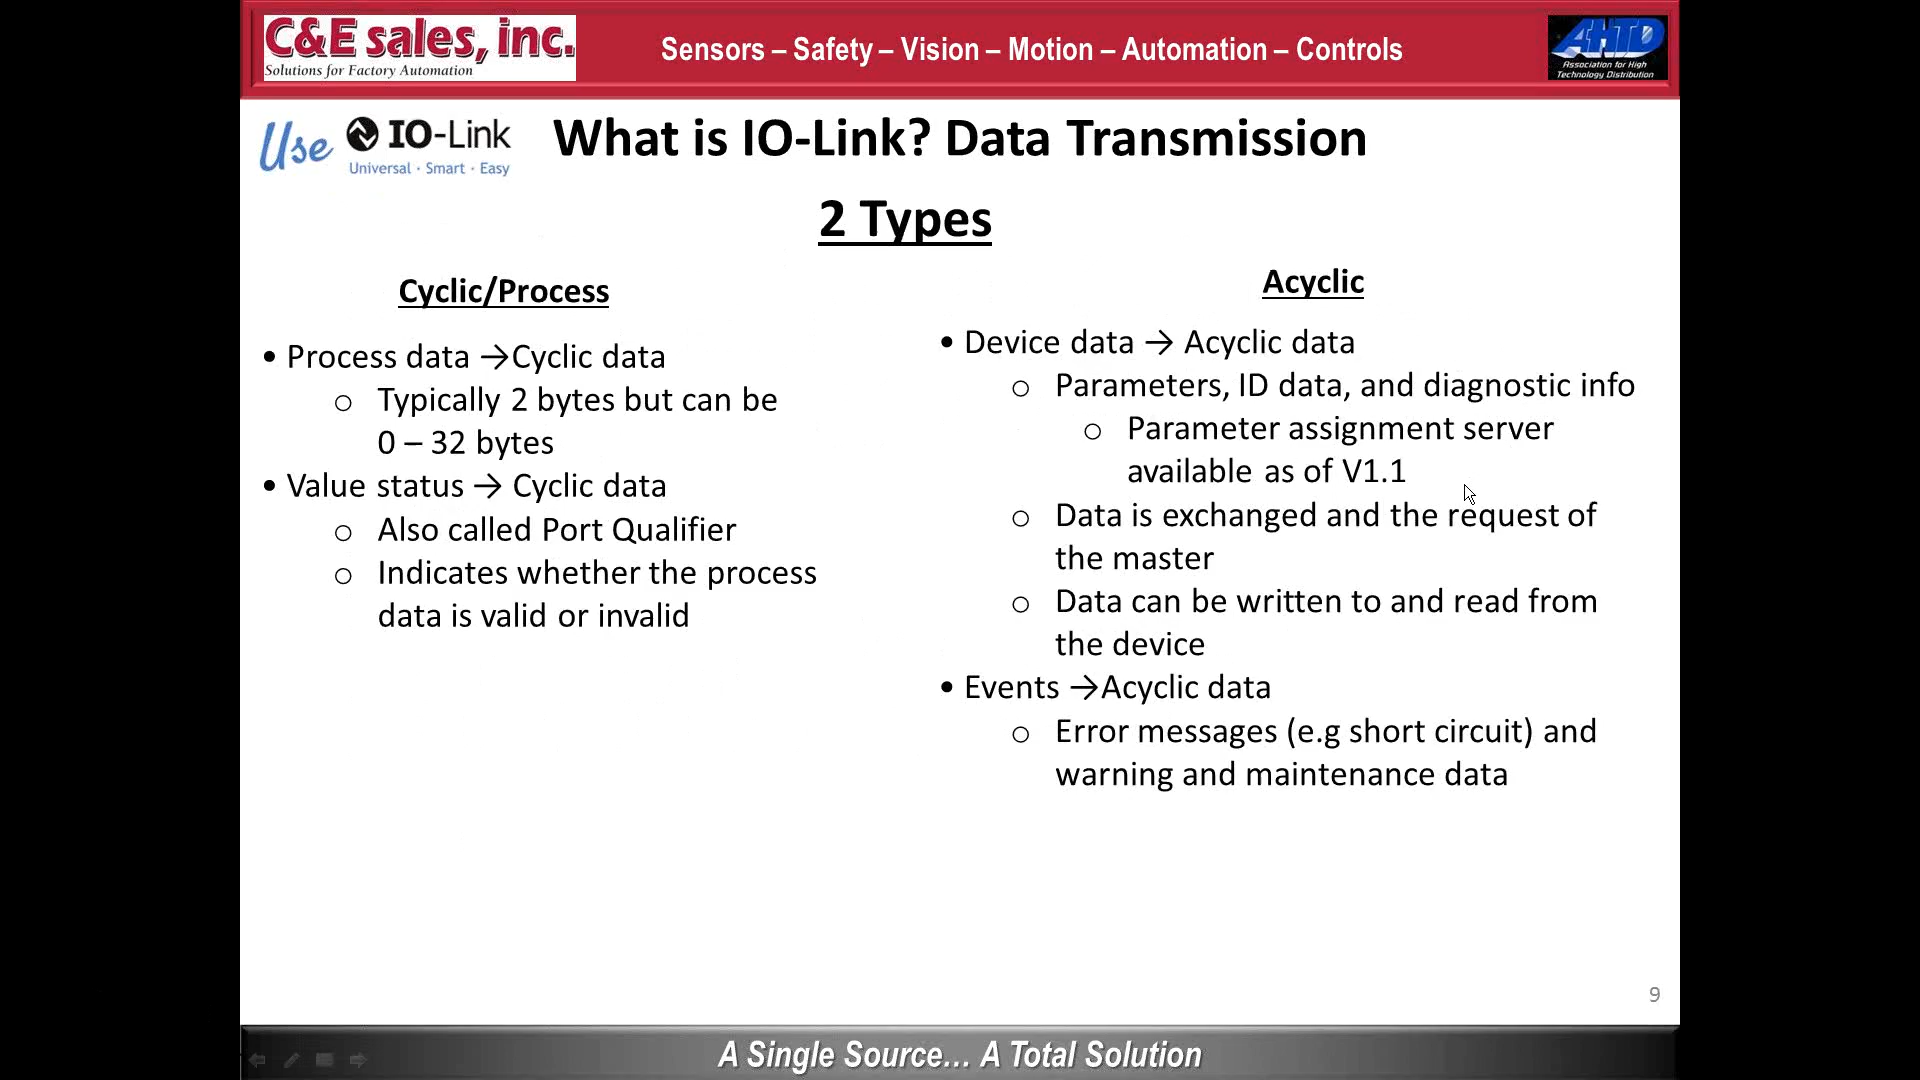 C&E sales, inc.
Solutions for Factory Automation
Sensors – Safety – Vision – Motion – Automation – Controls
AHTD
Association for High
Technology Distribution
Use IO-Link
Universal · Smart · Easy
What is IO-Link? Data Transmission
2 Types
Cyclic/Process
• Process data →Cyclic data
o Typically 2 bytes but can be
0 – 32 bytes
• Value status → Cyclic data
o Also called Port Qualifier
o Indicates whether the process
data is valid or invalid
Acyclic
• Device data → Acyclic data
o Parameters, ID data, and diagnostic info
o Parameter assignment server
available as of V1.1
o Data is exchanged and the request of
the master
o Data can be written to and read from
the device
• Events →Acyclic data
o Error messages (e.g short circuit) and
warning and maintenance data
9
A Single Source... A Total Solution